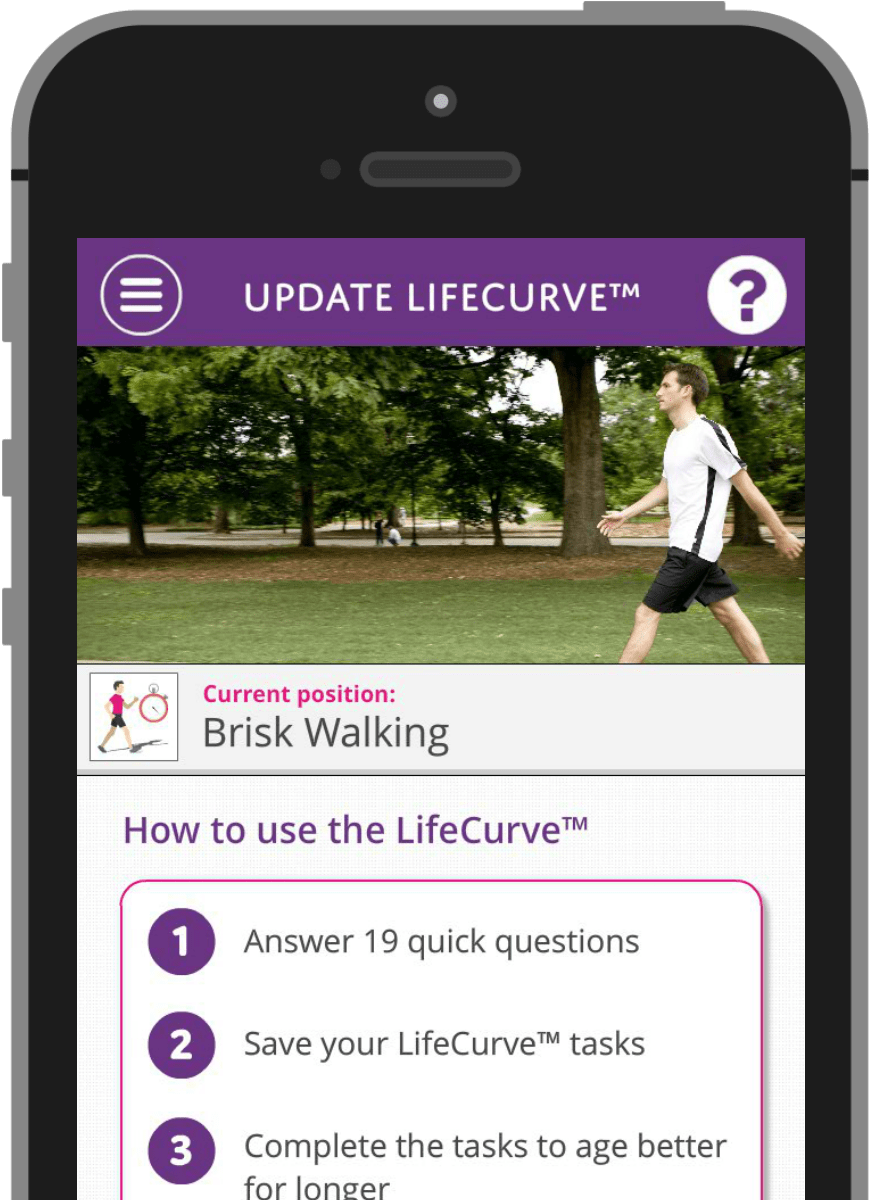 UPDATE LIFECURVE™
?
Current position:
Brisk Walking
How to use the LifeCurve™
1 Answer 19 quick questions
2 Save your LifeCurve™ tasks
3 Complete the tasks to age better
for longer